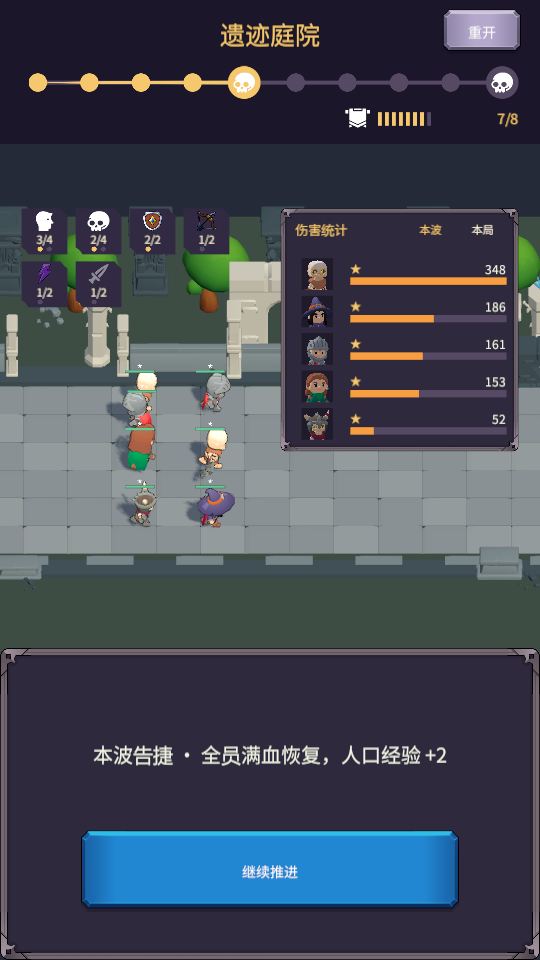 遗迹庭院
重开
7/8
3/4
2/4
2/2
1/2
1/2
1/2
伤害统计
本波
本局
348
186
161
153
52
本波告捷 · 全员满血恢复，人口经验 +2
继续推进